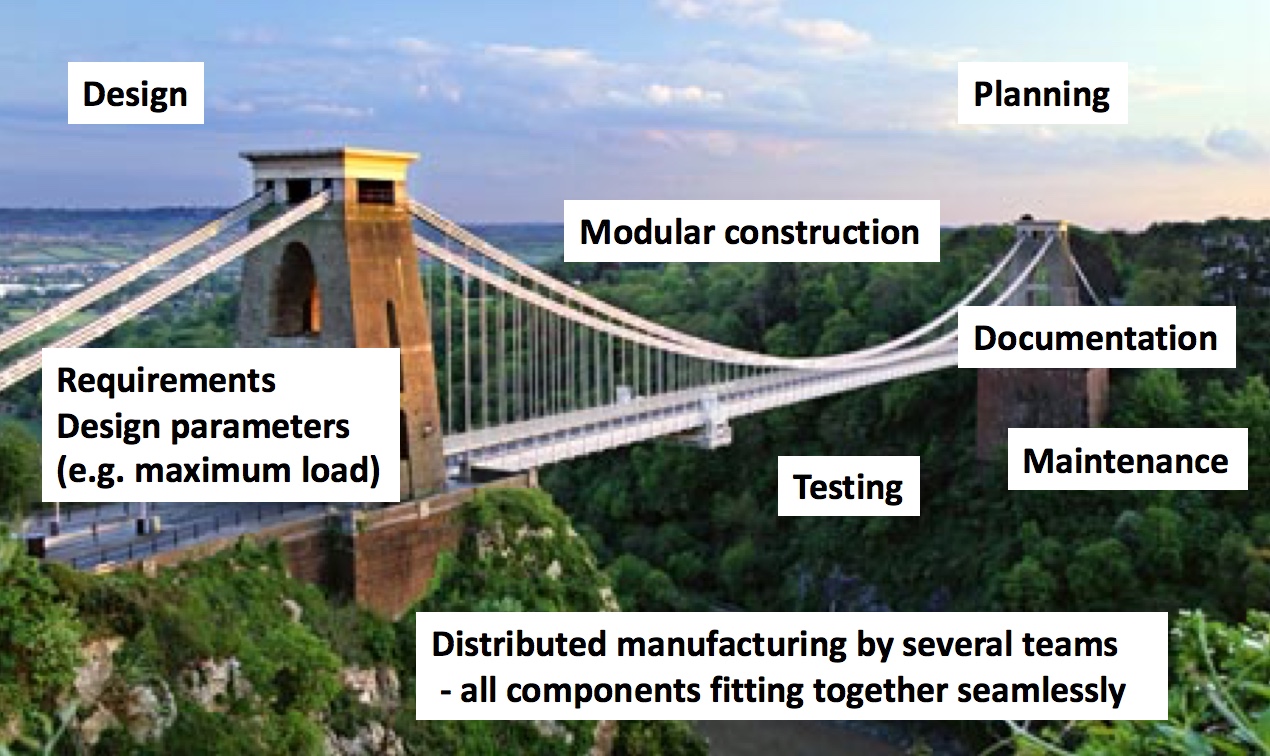 Design
Planning
Modular construction
Documentation
Requirements
Design parameters
(e.g. maximum load)
Maintenance
Testing
Distributed manufacturing by several teams
- all components fitting together seamlessly